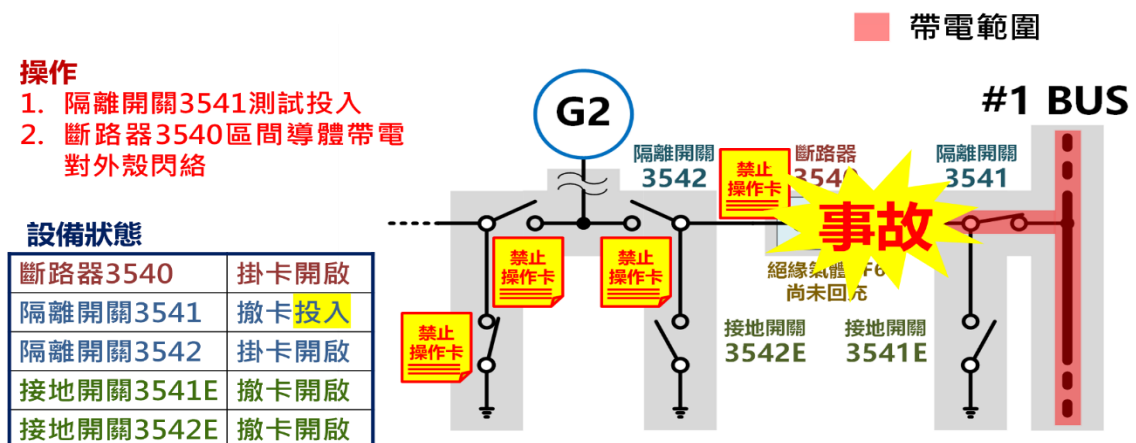 帶電範圍
操作
1. 隔離開關3541測試投入
2. 斷路器3540區間導體帶電
對外殼閃絡
#1 BUS
G2
隔離開關
3542
禁止
操作卡
斷路器
3540
隔離開關
3541
事故
禁止
操作卡
禁止
操作卡
絕緣氣體 F6
尚未回充
禁止
操作卡
接地開關
3542E
接地開關
3541E
設備狀態
斷路器3540 掛卡開啟
隔離開關3541 撤卡投入
隔離開關3542 掛卡開啟
接地開關3541E 撤卡開啟
接地開關3542E 撤卡開啟